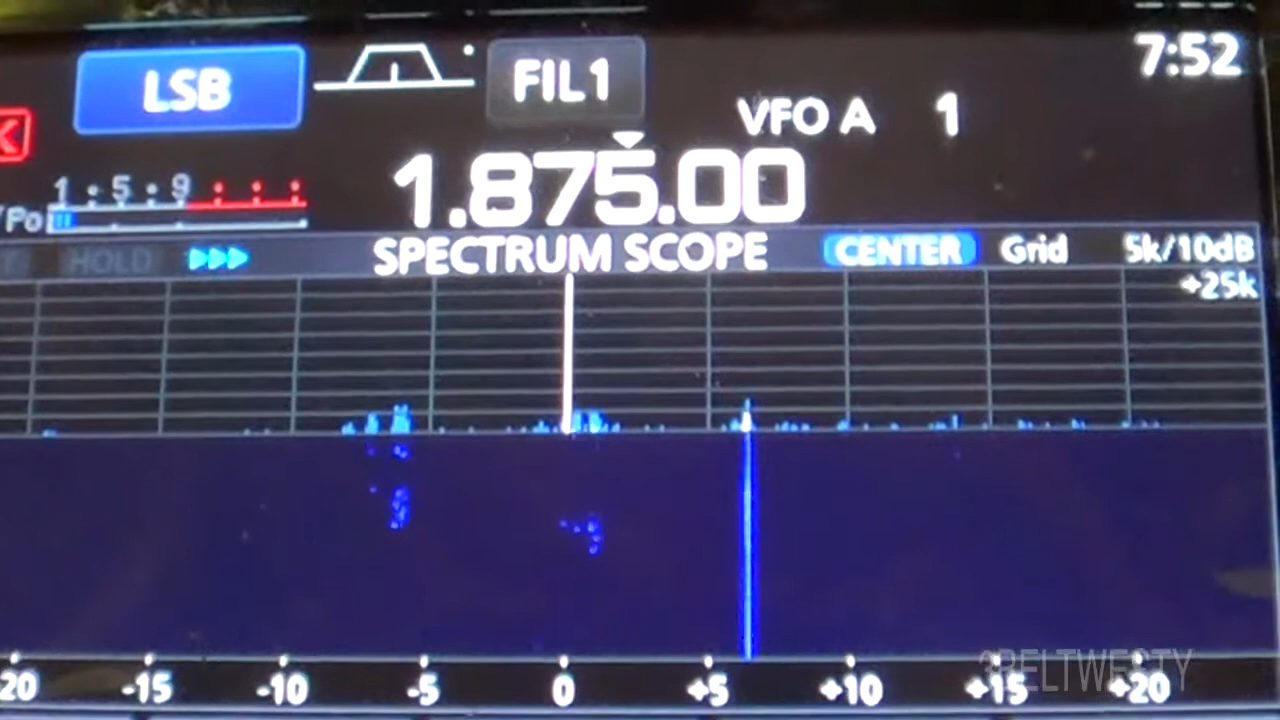 LSB FIL1 7:52
VFO A 1
1.875.00
1 • 5 • 9
Po
HOLD SPECTRUM SCOPE CENTER Grid 5k/10dB
+25k
20 -15 -10 -5 0 +5 +10 +15 +20